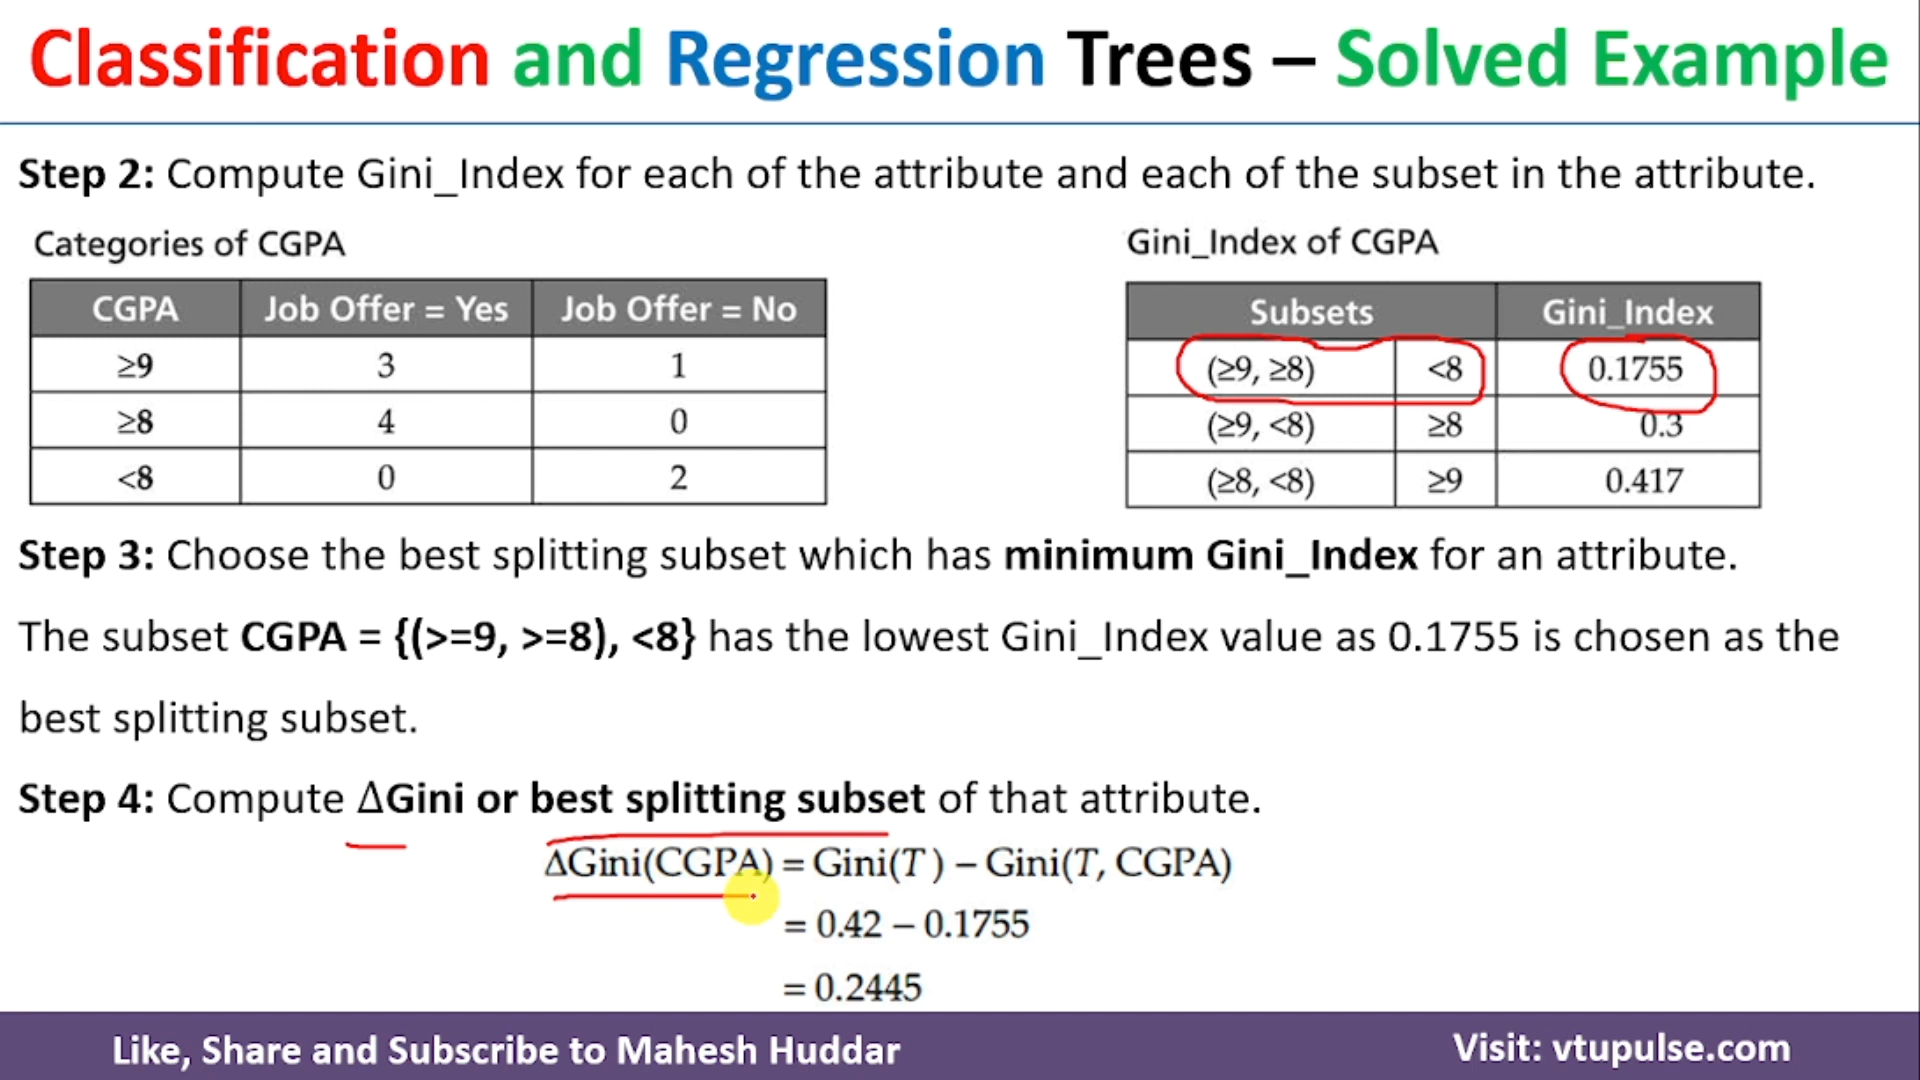 Classification and Regression Trees – Solved Example
Step 2: Compute Gini_Index for each of the attribute and each of the subset in the attribute.
Categories of CGPA
CGPA Job Offer = Yes Job Offer = No
≥9 3 1
≥8 4 0
<8 0 2
Gini_Index of CGPA
Subsets Gini_Index
(≥9, ≥8) <8 0.1755
(≥9, <8) ≥8 0.3
(≥8, <8) ≥9 0.417
Step 3: Choose the best splitting subset which has minimum Gini_Index for an attribute.
The subset CGPA = {(>=9, >=8), <8} has the lowest Gini_Index value as 0.1755 is chosen as the
best splitting subset.
Step 4: Compute ΔGini or best splitting subset of that attribute.
ΔGini(CGPA) = Gini(T) – Gini(T, CGPA)
= 0.42 – 0.1755
= 0.2445
Like, Share and Subscribe to Mahesh Huddar
Visit: vtupulse.com